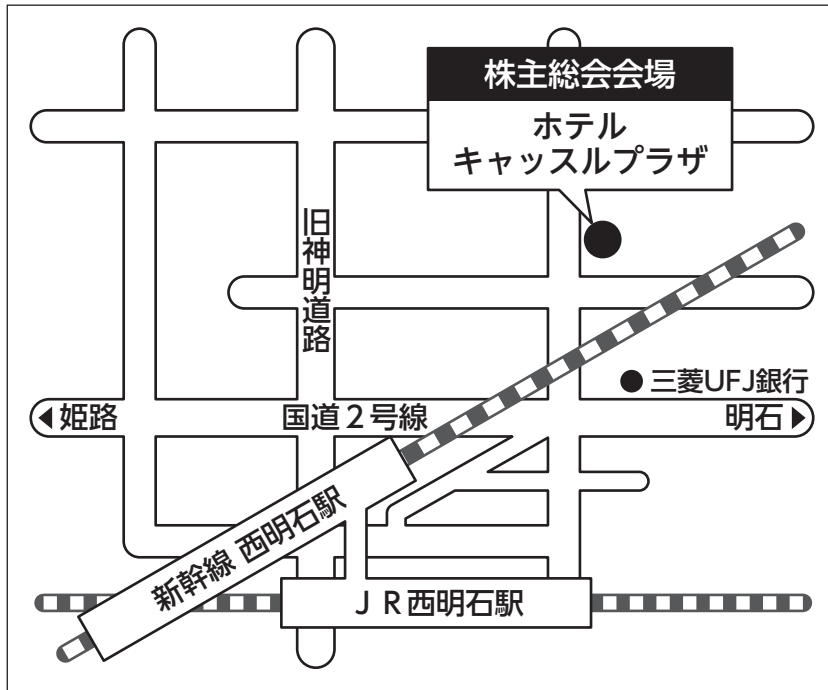 株主総会会場
ホテル
キャッスルプラザ
旧神明道路
三菱UFJ銀行
姫路
国道2号線
明石
新幹線 西明石駅
JR西明石駅